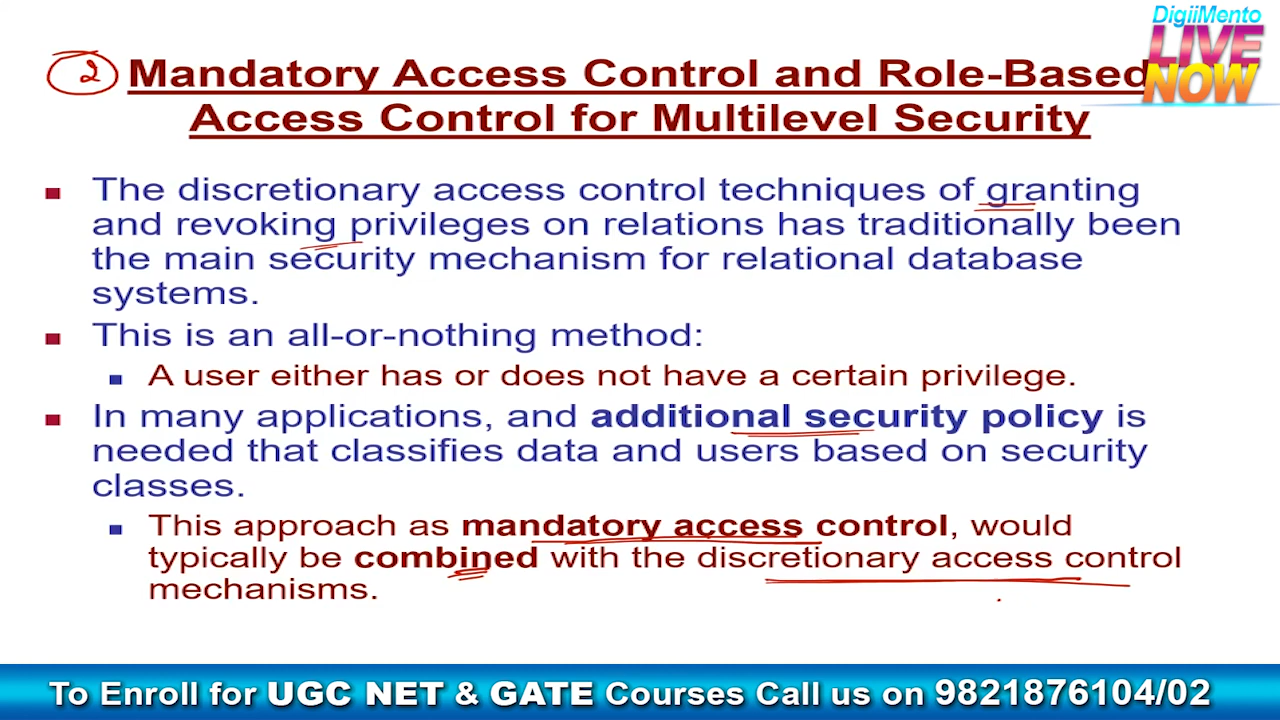 DigiiMento
LIVE
NOW
2
Mandatory Access Control and Role-Based
Access Control for Multilevel Security
The discretionary access control techniques of granting
and revoking privileges on relations has traditionally been
the main security mechanism for relational database
systems.
This is an all-or-nothing method:
A user either has or does not have a certain privilege.
In many applications, and additional security policy is
needed that classifies data and users based on security
classes.
This approach as mandatory access control, would
typically be combined with the discretionary access control
mechanisms.
To Enroll for UGC NET & GATE Courses Call us on 9821876104/02